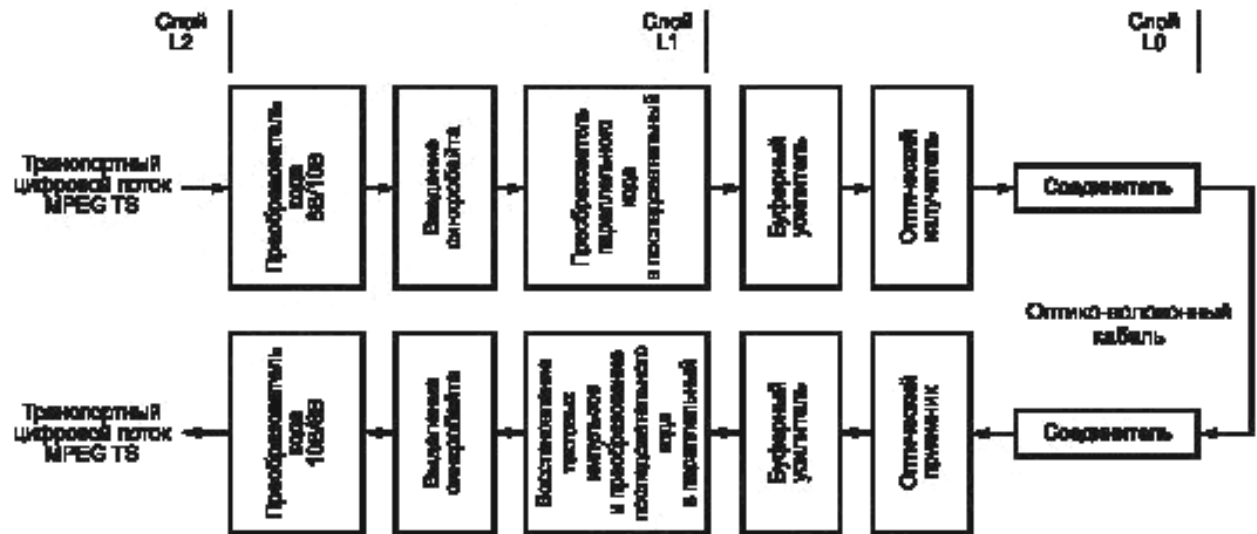 Слой
L2
Слой
L1
Слой
L0
Транспортный
цифровой поток
MPEG TS
Преобразователь
кода
8B/10B
Введение
синхробайта
Преобразователь
параллельного
кода
в последовательный
Буферный
усилитель
Оптический
излучатель
Соединитель
Оптико-волоконный
кабель
Транспортный
цифровой поток
MPEG TS
Преобразователь
кода
10B/8B
Выделение
синхробайта
Восстановление
тактовых
импульсов
и преобразование
последовательного
кода
в параллельный
Буферный
усилитель
Оптический
приемник
Соединитель